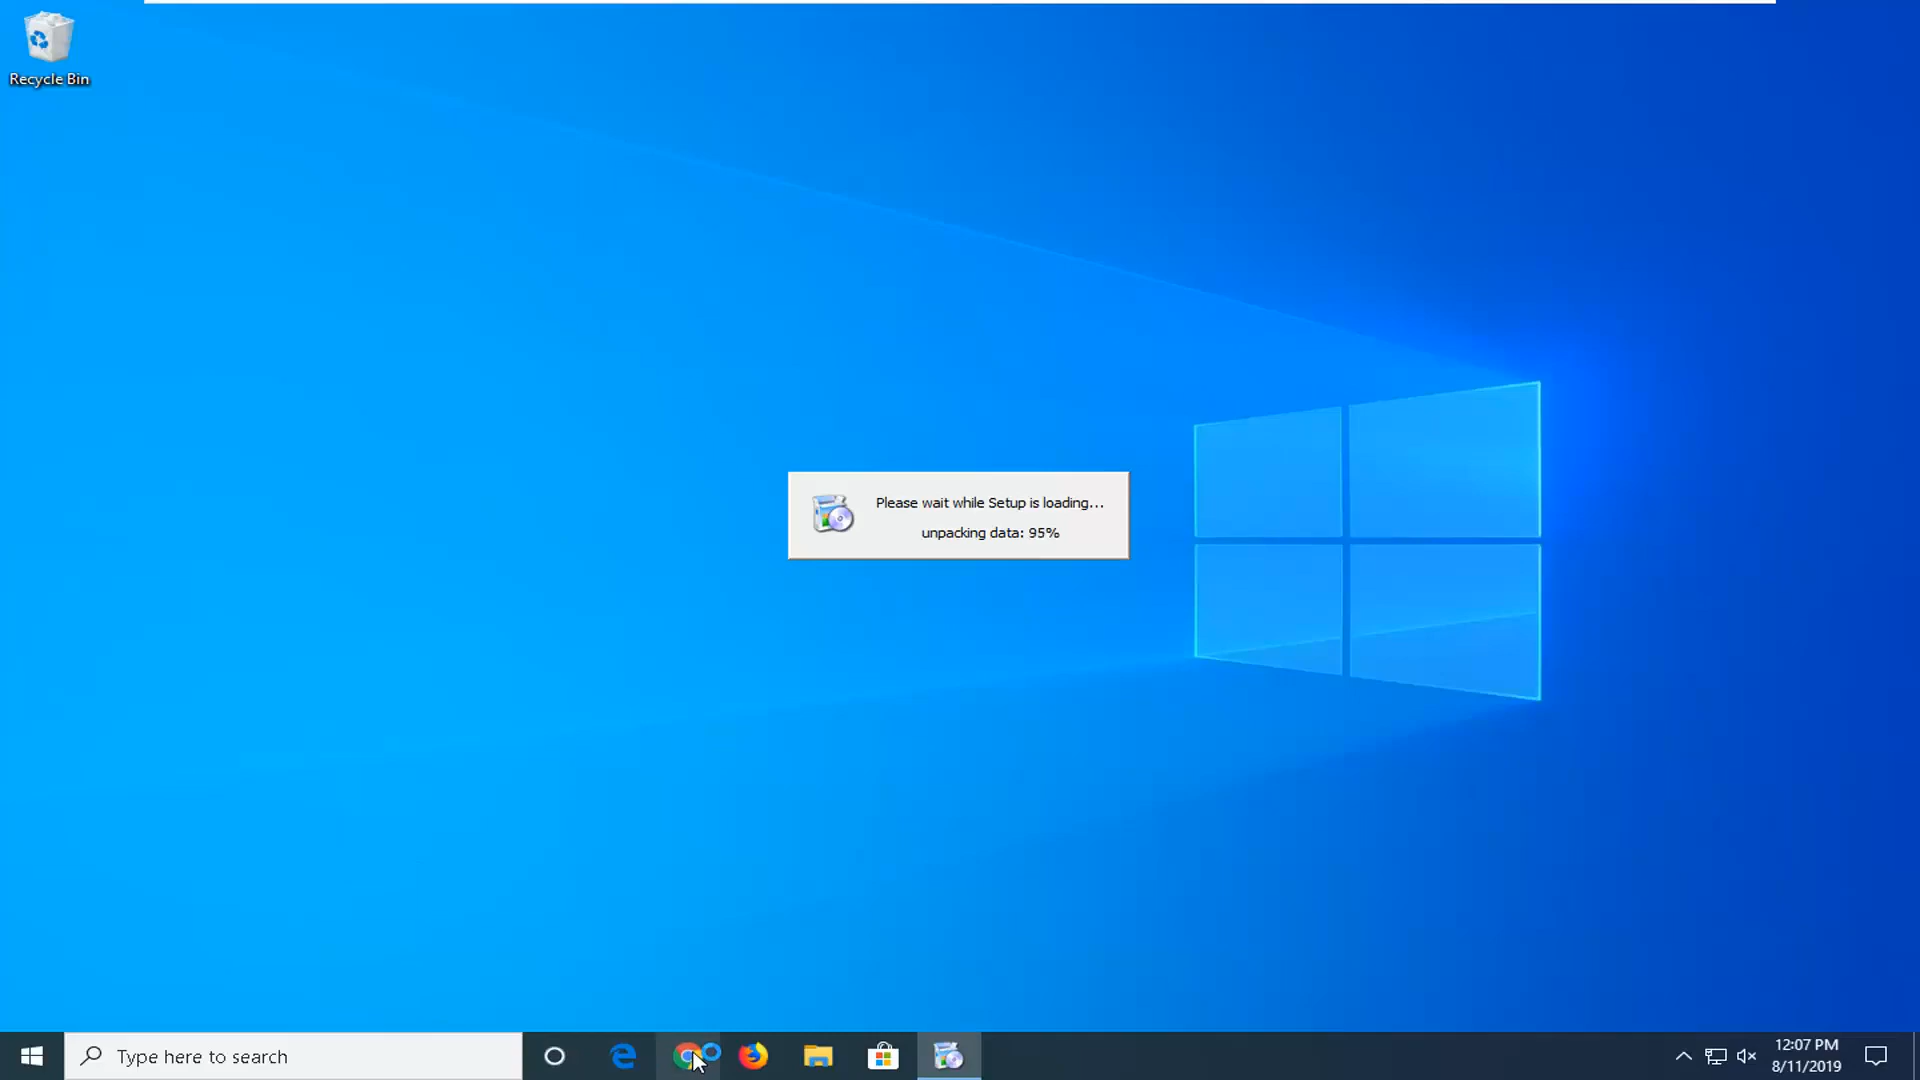 Recycle Bin
Please wait while Setup is loading...
unpacking data: 95%
Type here to search
12:07 PM
8/11/2019